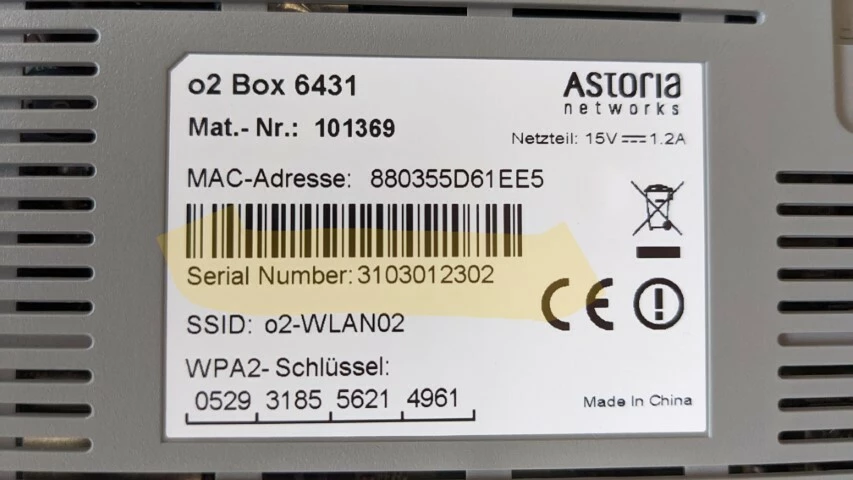 o2 Box 6431
Mat.- Nr.: 101369
AStoria
networks
Netzteil: 15V⎓1.2A
MAC-Adresse: 880355D61EE5
Serial Number: 3103012302
SSID: o2-WLAN02
WPA2- Schlüssel:
0529 3185 5621 4961
CE
Made In China